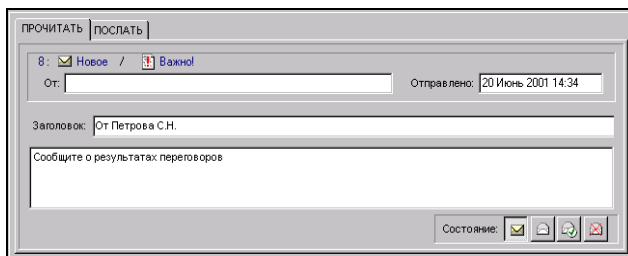 ПРОЧИТАТЬ ПОСЛАТЬ
8: Новое / Важно!
От: Отправлено: 20 Июнь 2001 14:34
Заголовок: От Петрова С.Н.
Сообщите о результатах переговоров
Состояние: